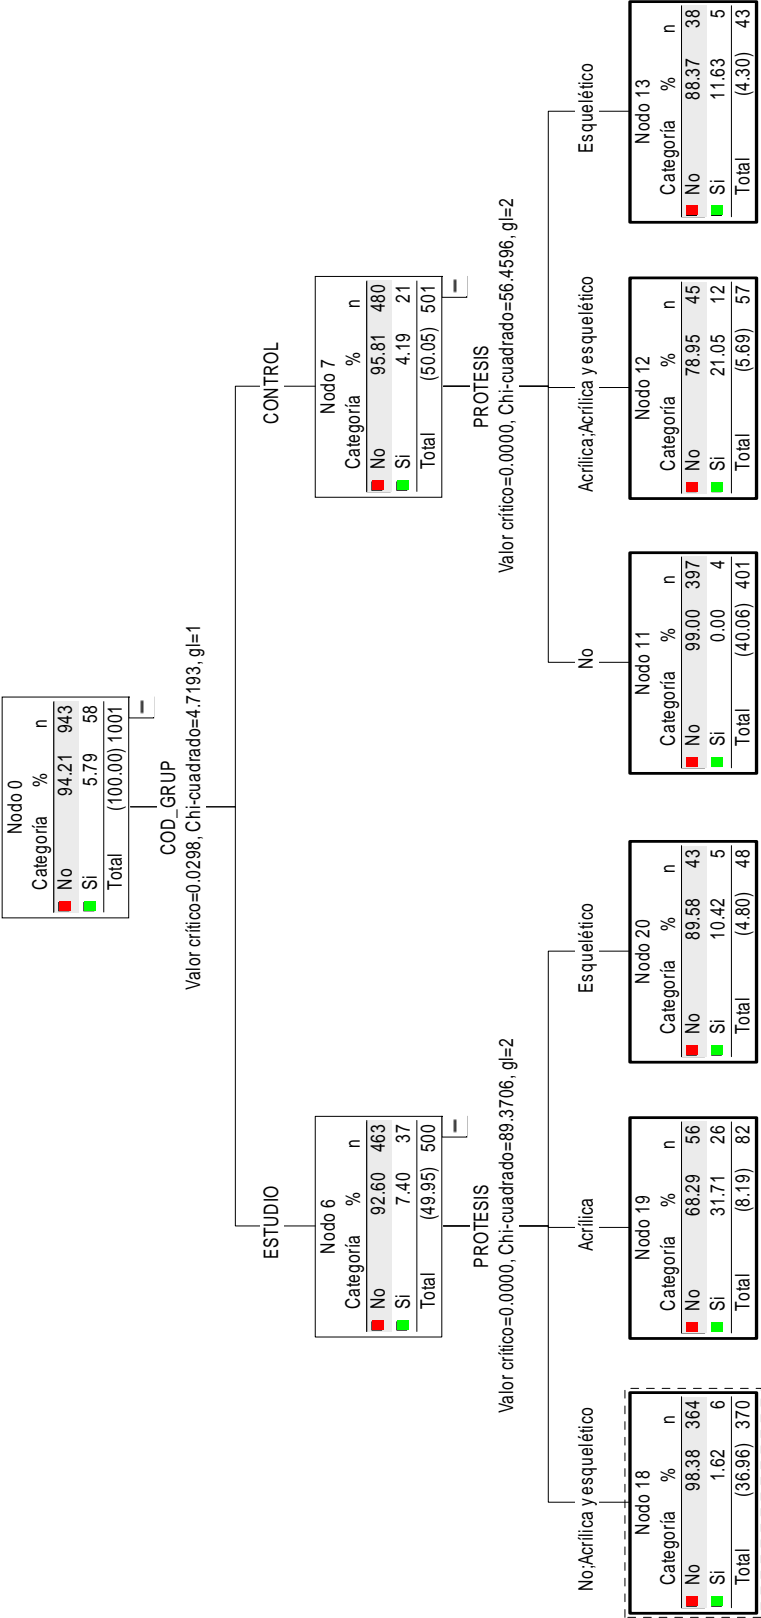 Nodo 0
Categoría % n
No 94.21 943
Si 5.79 58
Total (100.00) 1001
COD_GRUP
Valor crítico=0.0298, Chi-cuadrado=4.7193, gl=1
ESTUDIO
Nodo 6
Categoría % n
No 92.60 463
Si 7.40 37
Total (49.95) 500
PROTESIS
Valor crítico=0.0000, Chi-cuadrado=89.3706, gl=2
No;Acrílica y esquelético
Nodo 18
Categoría % n
No 98.38 364
Si 1.62 6
Total (36.96) 370
Acrílica
Nodo 19
Categoría % n
No 68.29 56
Si 31.71 26
Total (8.19) 82
Esquelético
Nodo 20
Categoría % n
No 89.58 43
Si 10.42 5
Total (4.80) 48
CONTROL
Nodo 7
Categoría % n
No 95.81 480
Si 4.19 21
Total (50.05) 501
PROTESIS
Valor crítico=0.0000, Chi-cuadrado=56.4596, gl=2
No
Nodo 11
Categoría % n
No 99.00 397
Si 0.00 4
Total (40.06) 401
Acrílica;Acrílica y esquelético
Nodo 12
Categoría % n
No 78.95 45
Si 21.05 12
Total (5.69) 57
Esquelético
Nodo 13
Categoría % n
No 88.37 38
Si 11.63 5
Total (4.30) 43